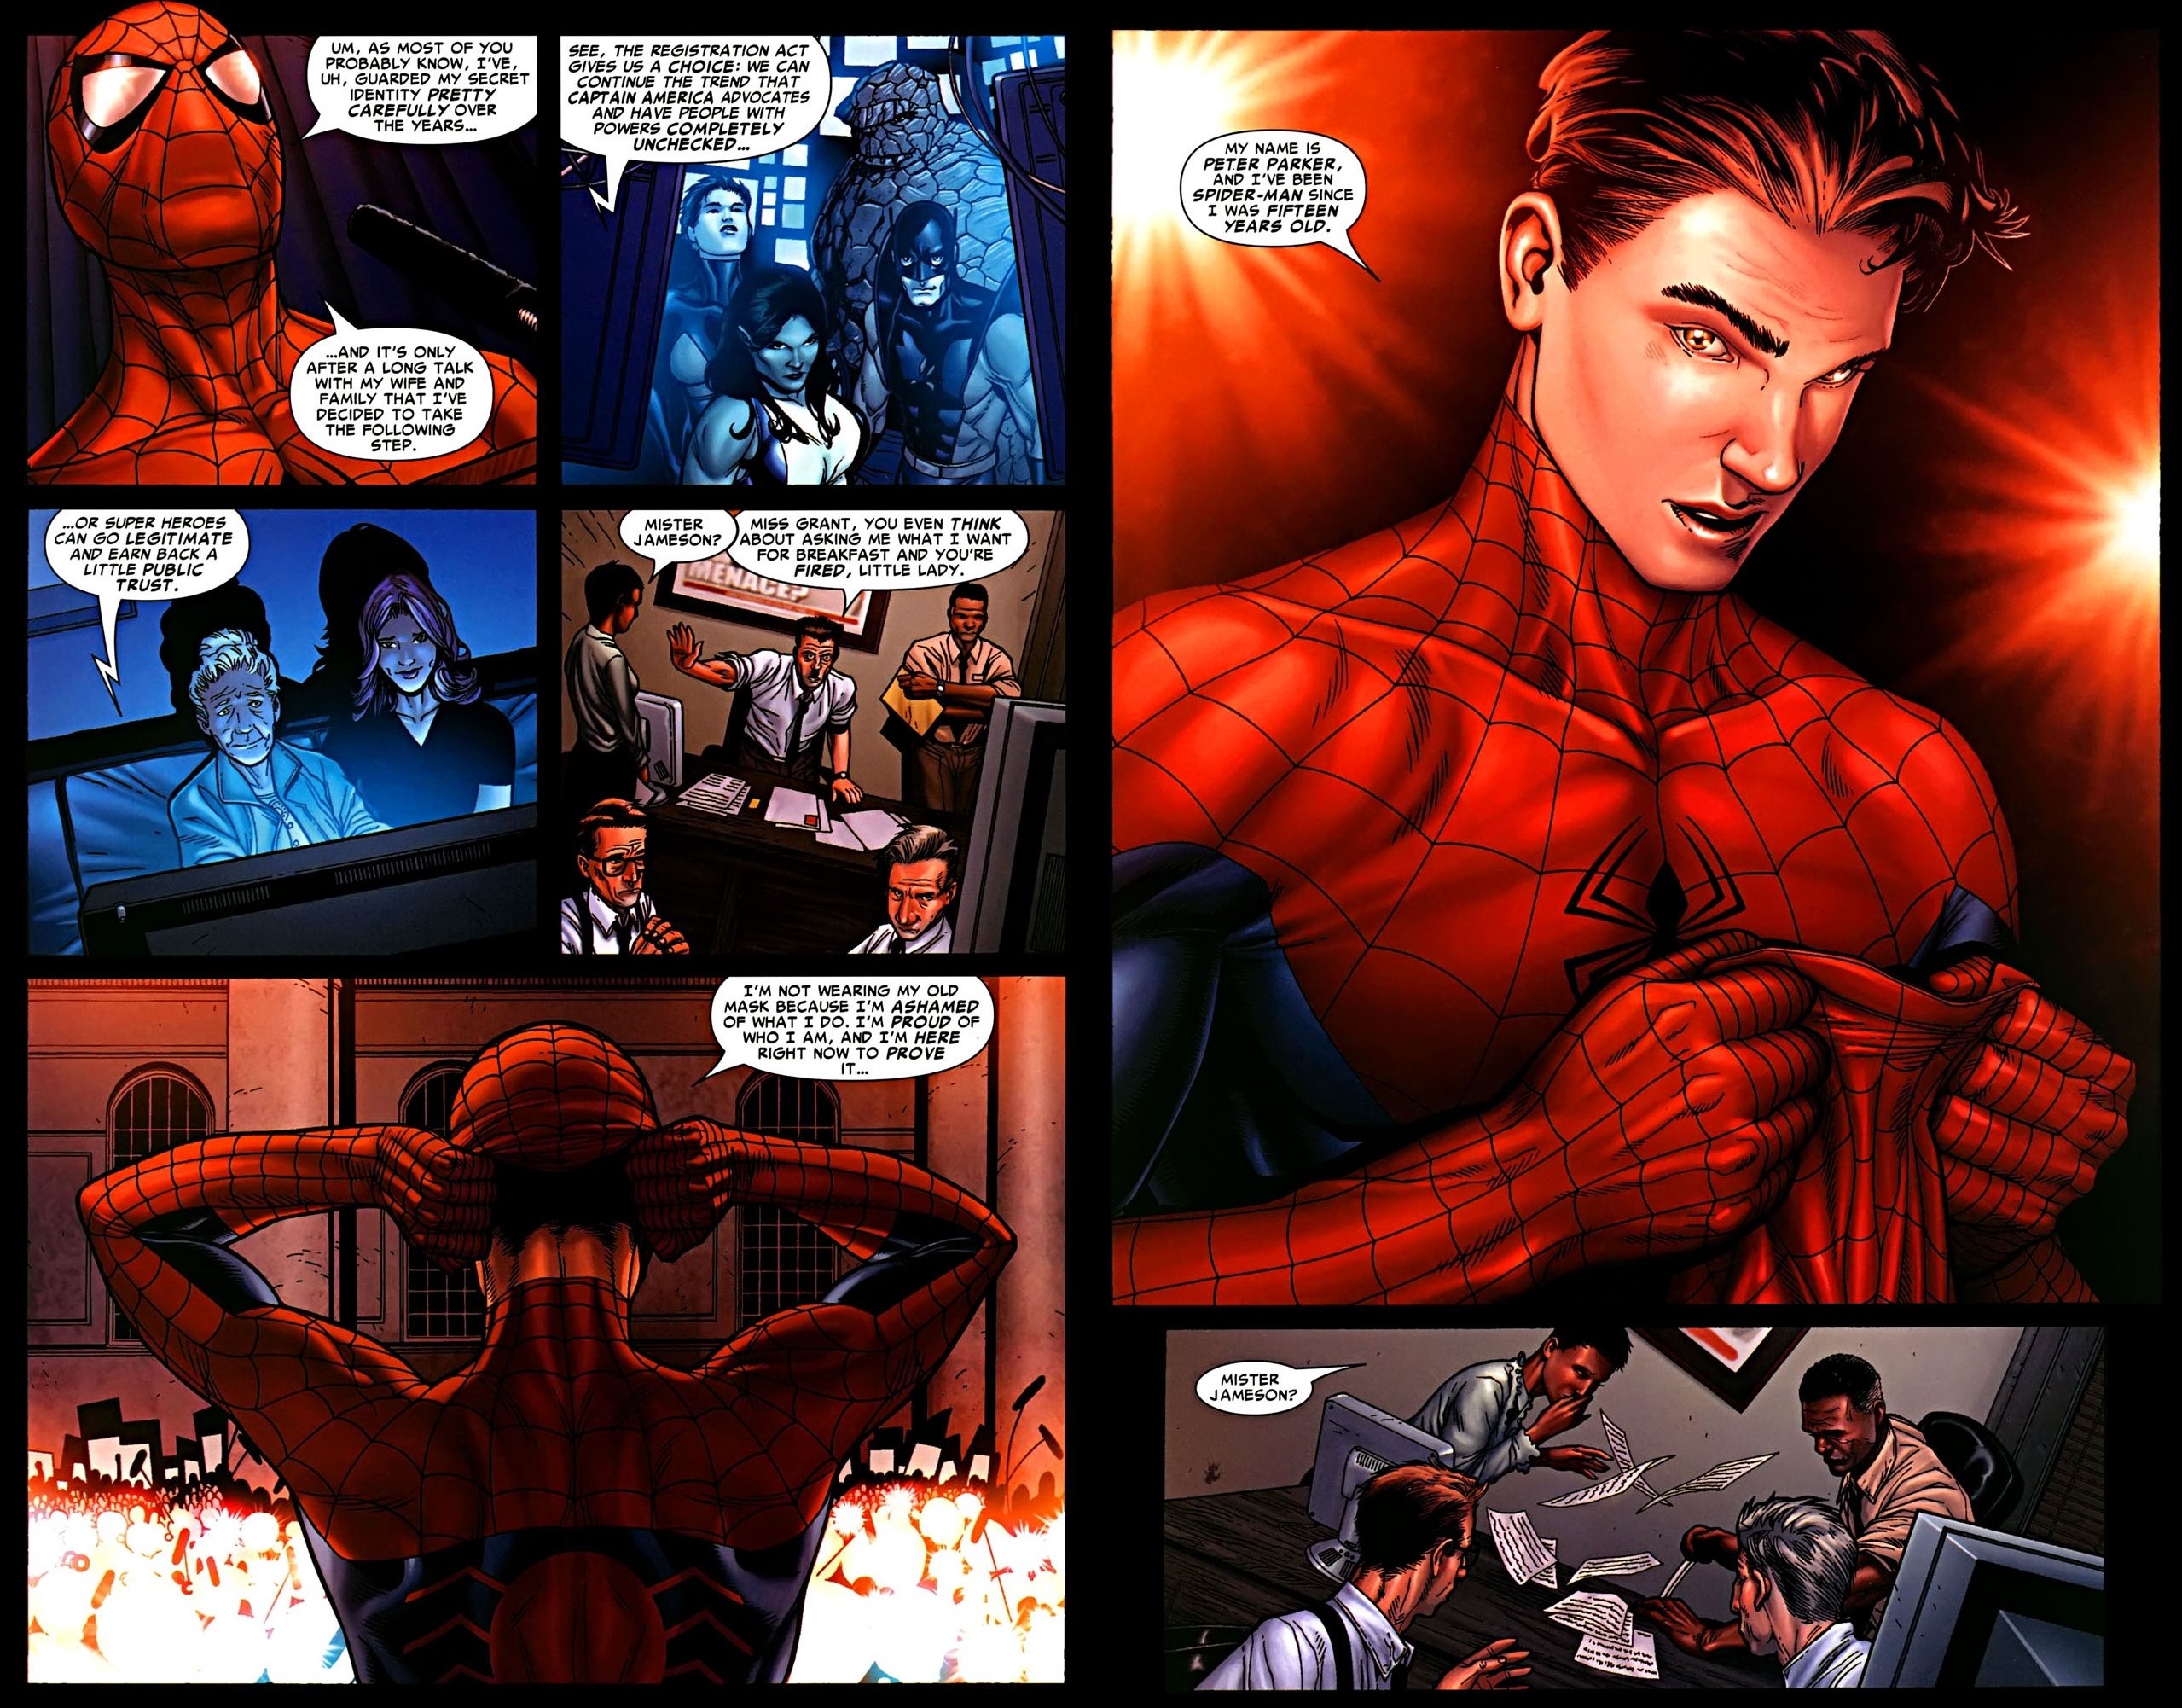 UM, AS MOST OF YOU
PROBABLY KNOW, I'VE,
UH, GUARDED MY SECRET
IDENTITY PRETTY
CAREFULLY OVER
THE YEARS...
...AND IT'S ONLY
AFTER A LONG TALK
WITH MY WIFE AND
FAMILY THAT I'VE
DECIDED TO TAKE
THE FOLLOWING
STEP.
SEE, THE REGISTRATION ACT
GIVES US A CHOICE: WE CAN
CONTINUE THE TREND THAT
CAPTAIN AMERICA ADVOCATES
AND HAVE PEOPLE WITH
POWERS COMPLETELY
UNCHECKED...
...OR SUPER HEROES
CAN GO LEGITIMATE
AND EARN BACK A
LITTLE PUBLIC
TRUST.
MISTER
JAMESON?
MISS GRANT, YOU EVEN THINK
ABOUT ASKING ME WHAT I WANT
FOR BREAKFAST AND YOU'RE
FIRED, LITTLE LADY.
MENACE?
I'M NOT WEARING MY OLD
MASK BECAUSE I'M ASHAMED
OF WHAT I DO. I'M PROUD OF
WHO I AM, AND I'M HERE
RIGHT NOW TO PROVE
IT...
MY NAME IS
PETER PARKER,
AND I'VE BEEN
SPIDER-MAN SINCE
I WAS FIFTEEN
YEARS OLD.
MISTER
JAMESON?